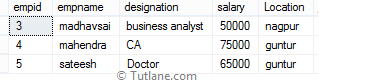 empid empname designation salary Location
3 madhavsai business analyst 50000 nagpur
4 mahendra CA 75000 guntur
5 sateesh Doctor 65000 guntur
© Tutlane.com